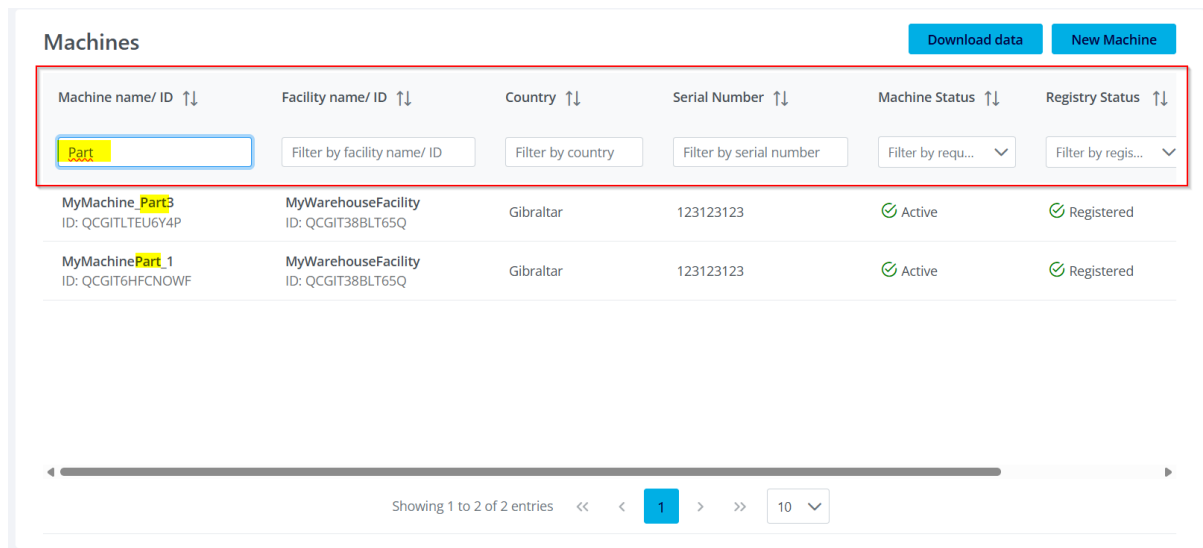 Machines Download data New Machine
Machine name/ ID Facility name/ ID Country Serial Number Machine Status Registry Status
Part Filter by facility name/ ID Filter by country Filter by serial number Filter by requ... Filter by regis...
MyMachine_Part3 MyWarehouseFacility
ID: QCGITLTEU6Y4P ID: QCGIT38BLT65Q Gibraltar 123123123 Active Registered
MyMachinePart_1 MyWarehouseFacility
ID: QCGIT6HFCNOWF ID: QCGIT38BLT65Q Gibraltar 123123123 Active Registered
Showing 1 to 2 of 2 entries << < 1 > >> 10